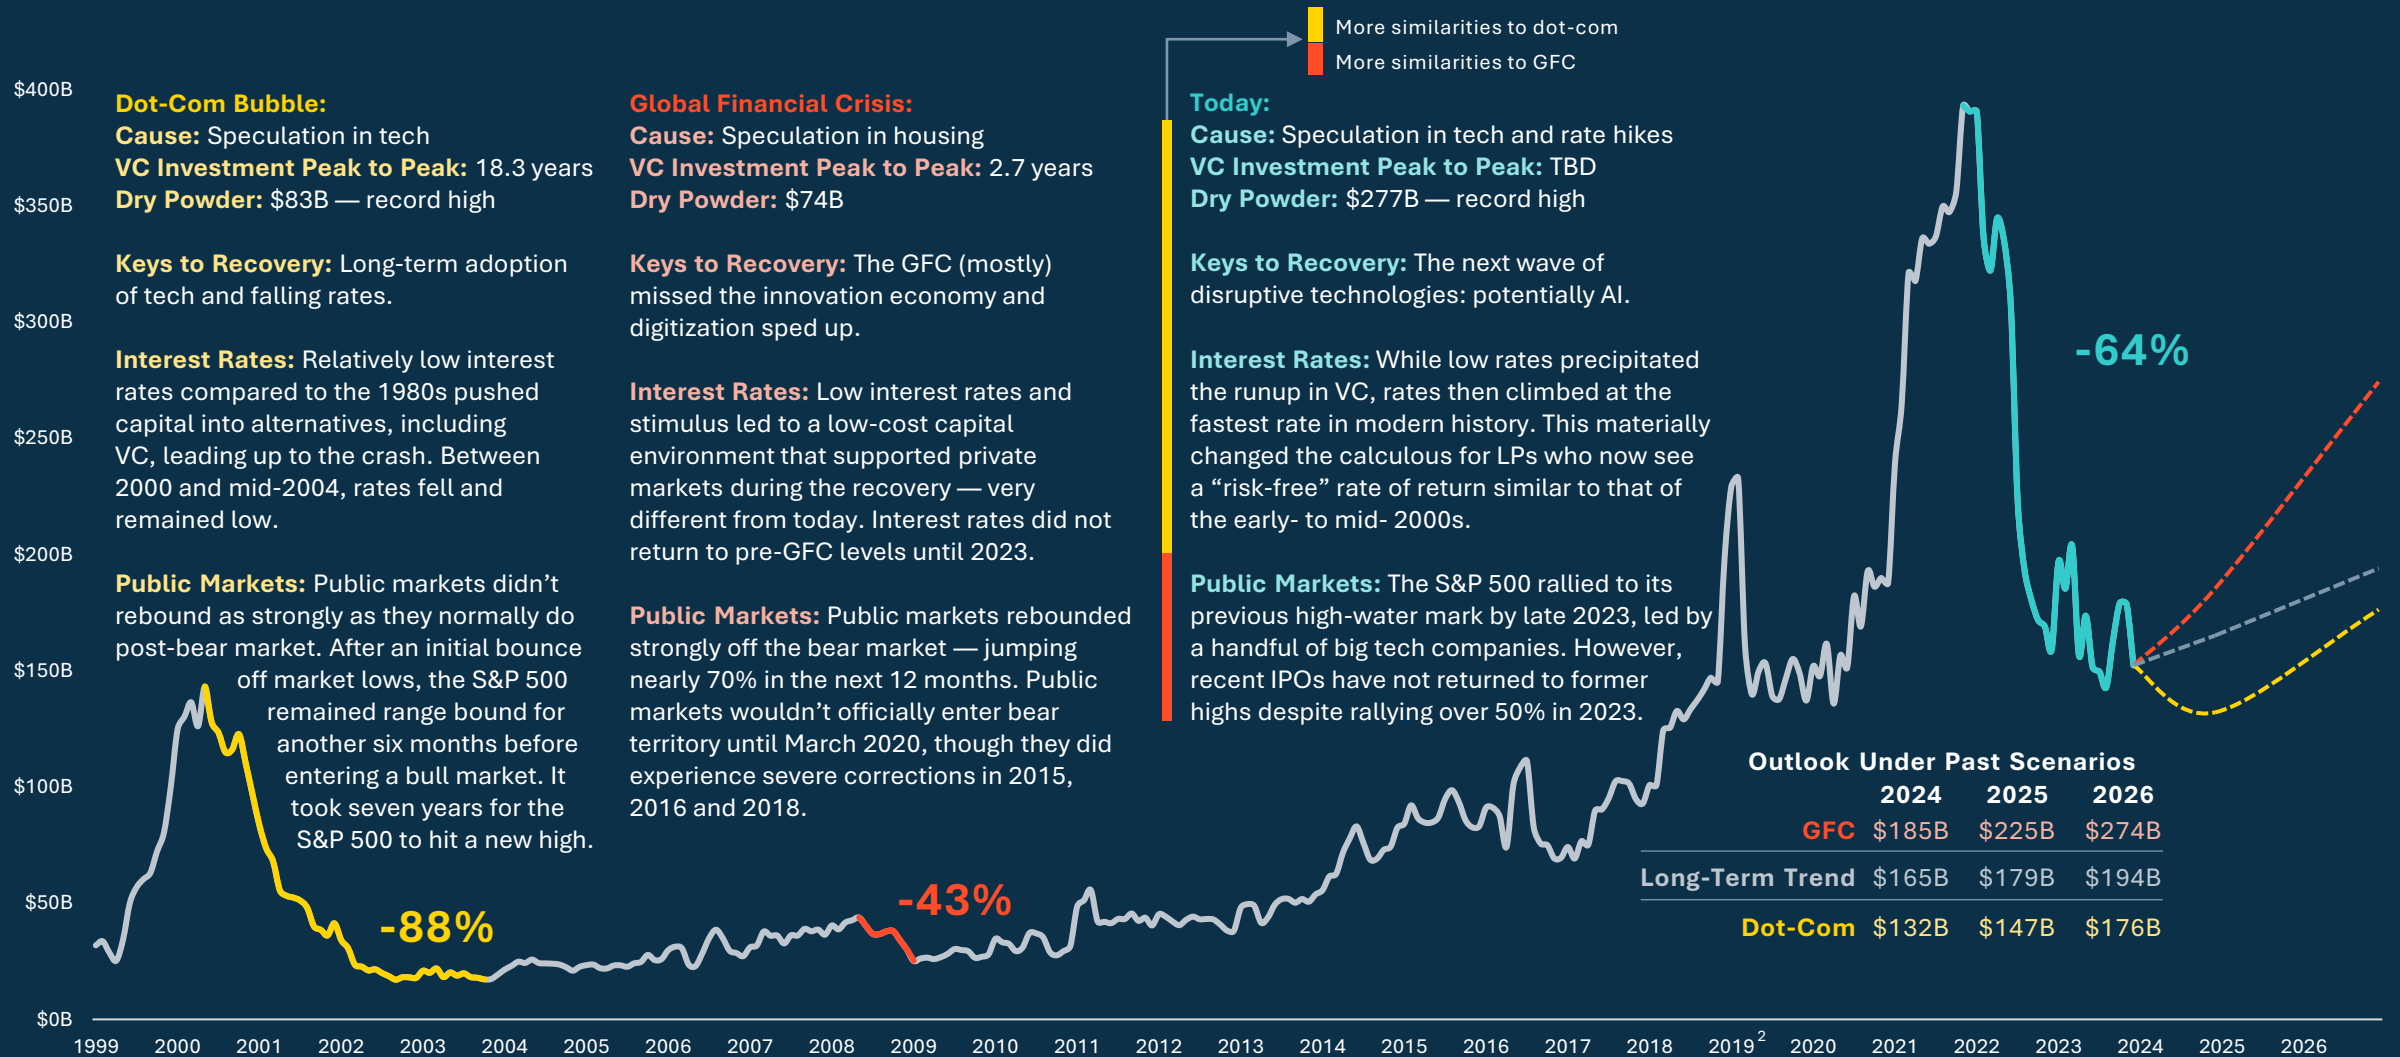 More similarities to dot-com
More similarities to GFC
$400B
$350B
$300B
$250B
$200B
$150B
$100B
$50B
$0B
Dot-Com Bubble:
Cause: Speculation in tech
VC Investment Peak to Peak: 18.3 years
Dry Powder: $83B — record high
Keys to Recovery: Long-term adoption
of tech and falling rates.
Interest Rates: Relatively low interest
rates compared to the 1980s pushed
capital into alternatives, including
VC, leading up to the crash. Between
2000 and mid-2004, rates fell and
remained low.
Public Markets: Public markets didn’t
rebound as strongly as they normally do
post-bear market. After an initial bounce
off market lows, the S&P 500
remained range bound for
another six months before
entering a bull market. It
took seven years for the
S&P 500 to hit a new high.
Global Financial Crisis:
Cause: Speculation in housing
VC Investment Peak to Peak: 2.7 years
Dry Powder: $74B
Keys to Recovery: The GFC (mostly)
missed the innovation economy and
digitization sped up.
Interest Rates: Low interest rates and
stimulus led to a low-cost capital
environment that supported private
markets during the recovery — very
different from today. Interest rates did not
return to pre-GFC levels until 2023.
Public Markets: Public markets rebounded
strongly off the bear market — jumping
nearly 70% in the next 12 months. Public
markets wouldn’t officially enter bear
territory until March 2020, though they did
experience severe corrections in 2015,
2016 and 2018.
Today:
Cause: Speculation in tech and rate hikes
VC Investment Peak to Peak: TBD
Dry Powder: $277B — record high
Keys to Recovery: The next wave of
disruptive technologies: potentially AI.
Interest Rates: While low rates precipitated
the runup in VC, rates then climbed at the
fastest rate in modern history. This materially
changed the calculous for LPs who now see
a “risk-free” rate of return similar to that of
the early- to mid- 2000s.
Public Markets: The S&P 500 rallied to its
previous high-water mark by late 2023, led by
a handful of big tech companies. However,
recent IPOs have not returned to former
highs despite rallying over 50% in 2023.
-88%
-43%
-64%
Outlook Under Past Scenarios
2024 2025 2026
GFC $185B $225B $274B
Long-Term Trend $165B $179B $194B
Dot-Com $132B $147B $176B
1999 2000 2001 2002 2003 2004 2005 2006 2007 2008 2009 2010 2011 2012 2013 2014 2015 2016 2017 2018 2019² 2020 2021 2022 2023 2024 2025 2026